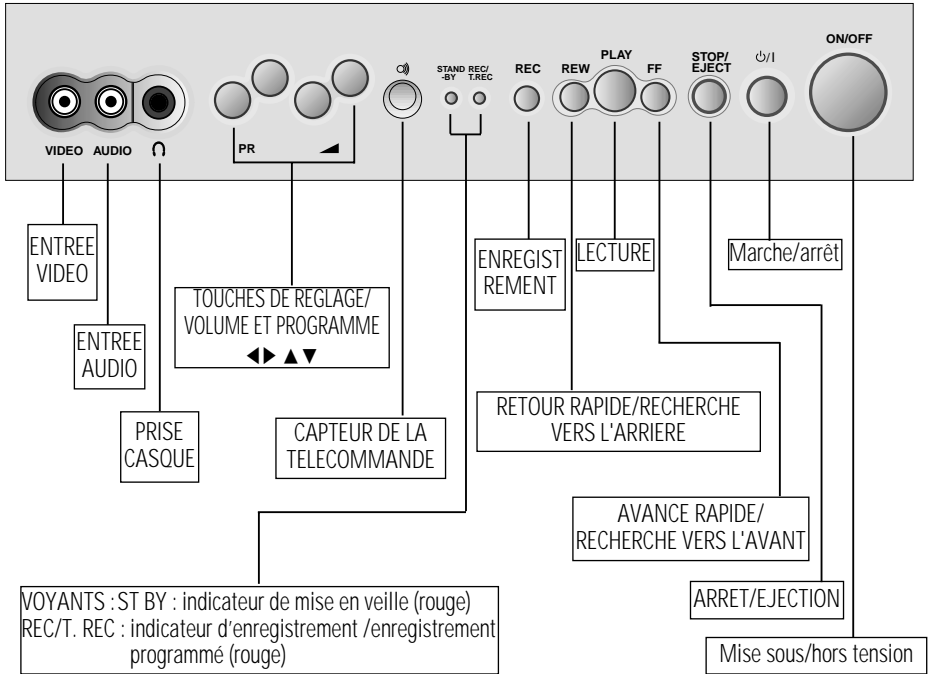 ON/OFF
STAND
-BY
REC/
T.REC
REC
REW
PLAY
FF
STOP/
EJECT
⏻/I
VIDEO
AUDIO
PR
ENTREE
VIDEO
ENTREE
AUDIO
PRISE
CASQUE
TOUCHES DE REGLAGE/
VOLUME ET PROGRAMME
◀▶ ▲▼
CAPTEUR DE LA
TELECOMMANDE
ENREGIST
REMENT
LECTURE
Marche/arrêt
RETOUR RAPIDE/RECHERCHE
VERS L'ARRIERE
AVANCE RAPIDE/
RECHERCHE VERS L'AVANT
ARRET/EJECTION
Mise sous/hors tension
VOYANTS : ST BY : indicateur de mise en veille (rouge)
REC/T. REC : indicateur d'enregistrement /enregistrement
programmé (rouge)